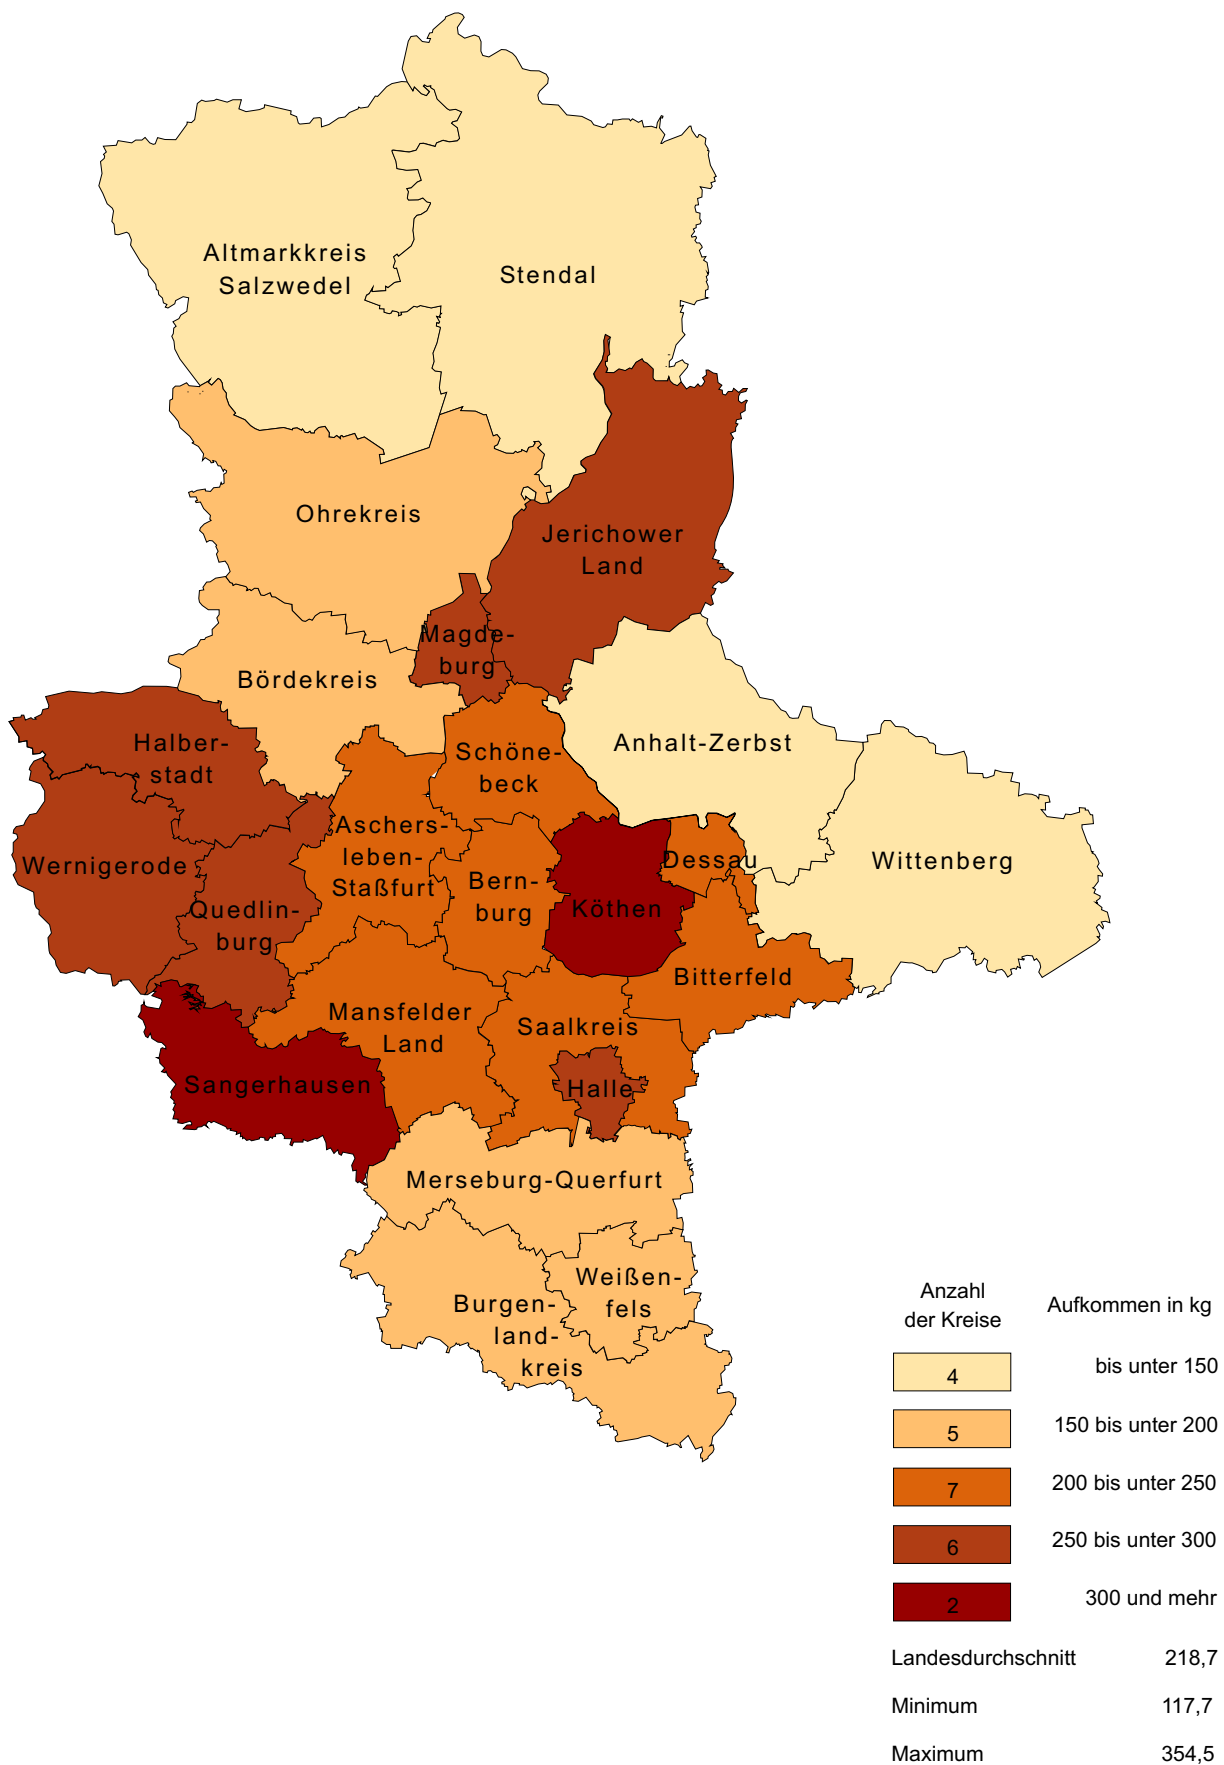 Altmarkkreis
Salzwedel
Stendal
Ohrekreis
Jerichower
Land
Magde-
burg
Bördekreis
Halber-
stadt
Schöne-
beck
Anhalt-Zerbst
Aschers-
leben-
Staßfurt
Wernigerode
Dessau
Wittenberg
Bern-
burg
Köthen
Quedlin-
burg
Bitterfeld
Mansfelder
Land
Saalkreis
Sangerhausen
Halle
Merseburg-Querfurt
Weißen-
fels
Burgen-
land-
kreis
Anzahl
der Kreise
Aufkommen in kg
4 bis unter 150
5 150 bis unter 200
7 200 bis unter 250
6 250 bis unter 300
2 300 und mehr
Landesdurchschnitt 218,7
Minimum 117,7
Maximum 354,5